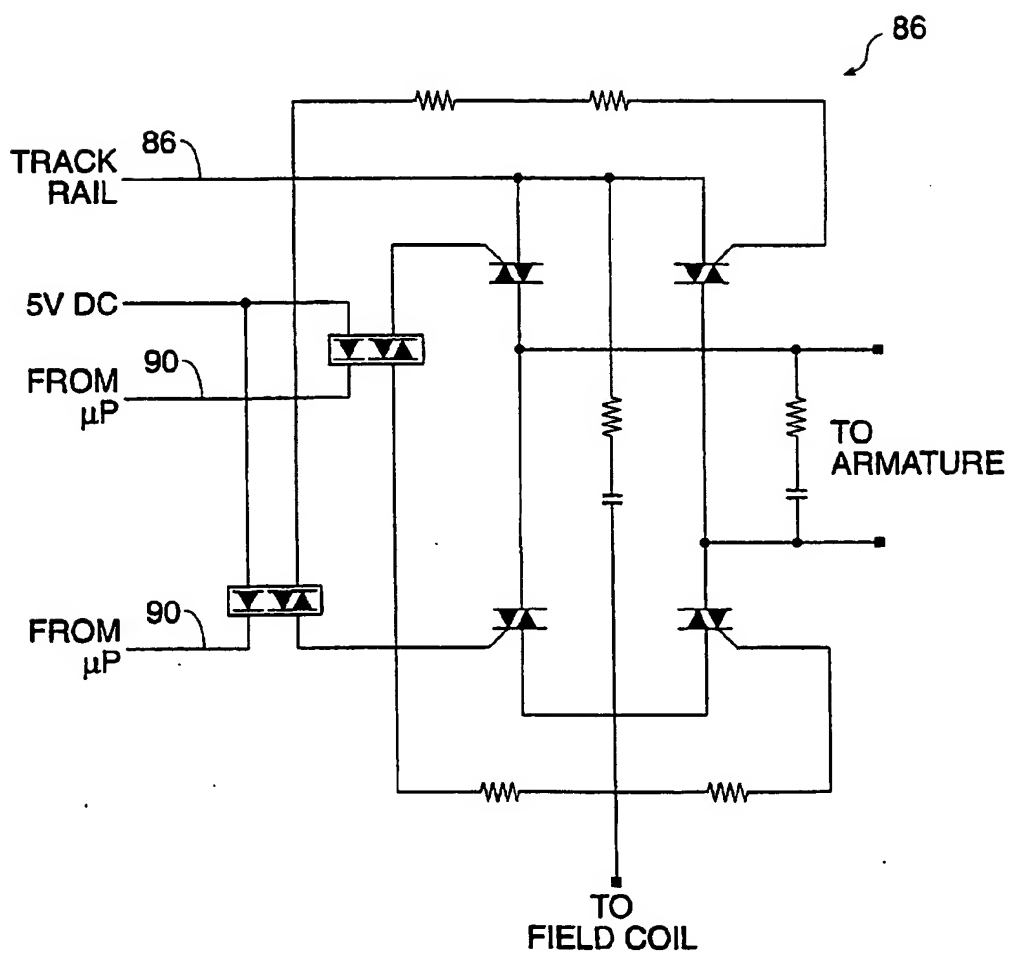 86
TRACK
RAIL
86
5V DC
FROM
μP
90
TO
ARMATURE
FROM
μP
90
TO
FIELD COIL